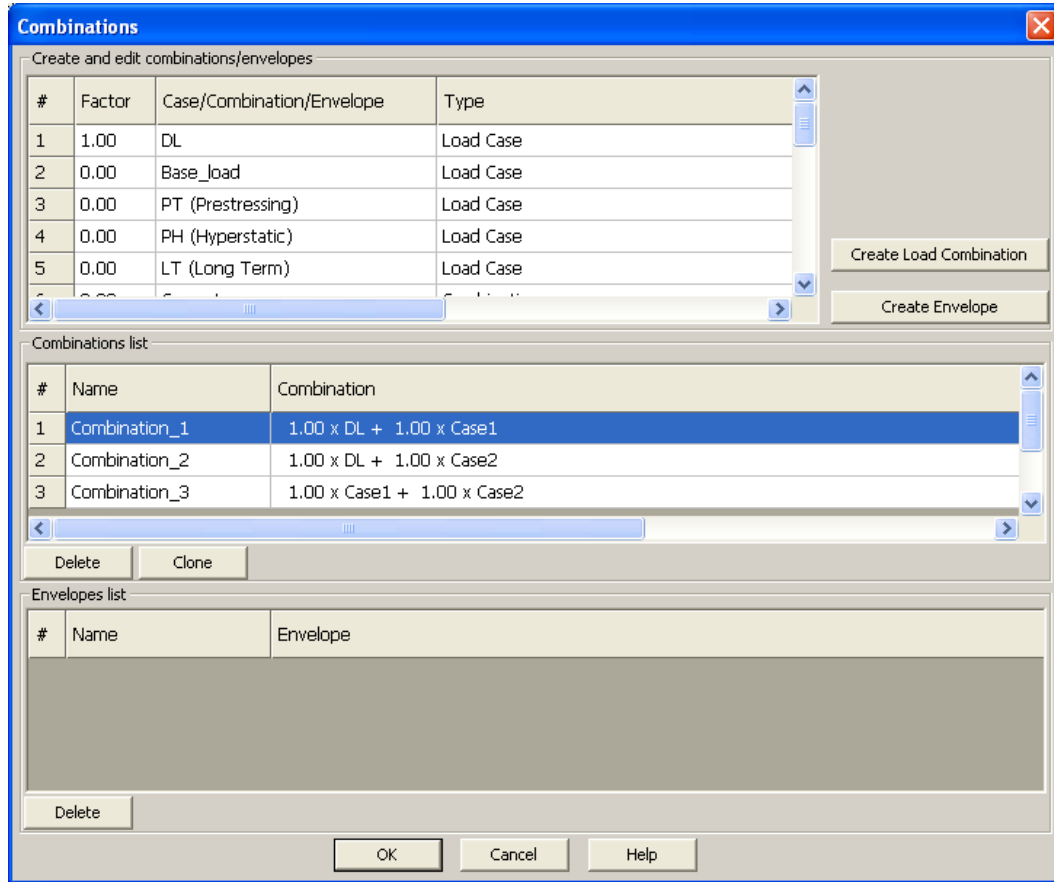 Combinations
Create and edit combinations/envelopes
# Factor Case/Combination/Envelope Type
1 1.00 DL Load Case
2 0.00 Base_load Load Case
3 0.00 PT (Prestressing) Load Case
4 0.00 PH (Hyperstatic) Load Case
5 0.00 LT (Long Term) Load Case
Create Load Combination
Create Envelope
Combinations list
# Name Combination
1 Combination_1 1.00 x DL + 1.00 x Case1
2 Combination_2 1.00 x DL + 1.00 x Case2
3 Combination_3 1.00 x Case1 + 1.00 x Case2
Delete Clone
Envelopes list
# Name Envelope
Delete
OK Cancel Help